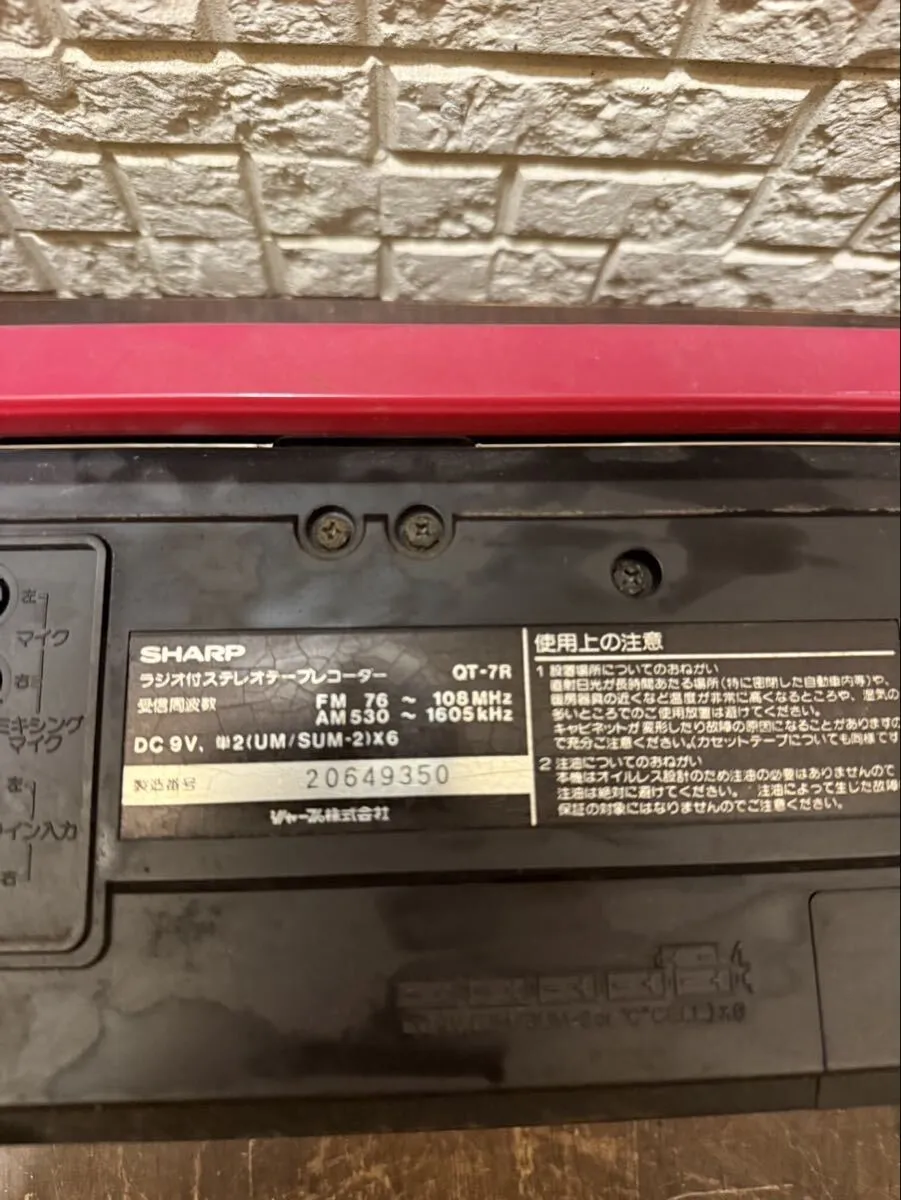 左
マイク
右
ミキシング
マイク
左
ライン入力
右
SHARP
ラジオ付ステレオテープレコーダー QT-7R
受信周波数 FM 76 ~ 108MHz
AM 530 ~ 1605kHz
DC 9V、単2(UM/SUM-2)X6
製造番号 20649350
シャープ株式会社
使用上の注意
1 設置場所についてのおねがい
直射日光が長時間あたる場所(特に密閉した自動車内等)や、
暖房器具の近くなど温度が非常に高くなるところや、湿気の
多いところでのご使用放置は避けてください。
キャビネットが変形したり故障の原因になることがありますの
で充分ご注意ください。(カセットテープについても同様です
2 注油についてのおねがい
本機はオイルレス設計のため注油の必要はありませんので
注油は絶対に避けてください。 注油によって生じた故障
保証の対象にはなりませんのでご注意ください。